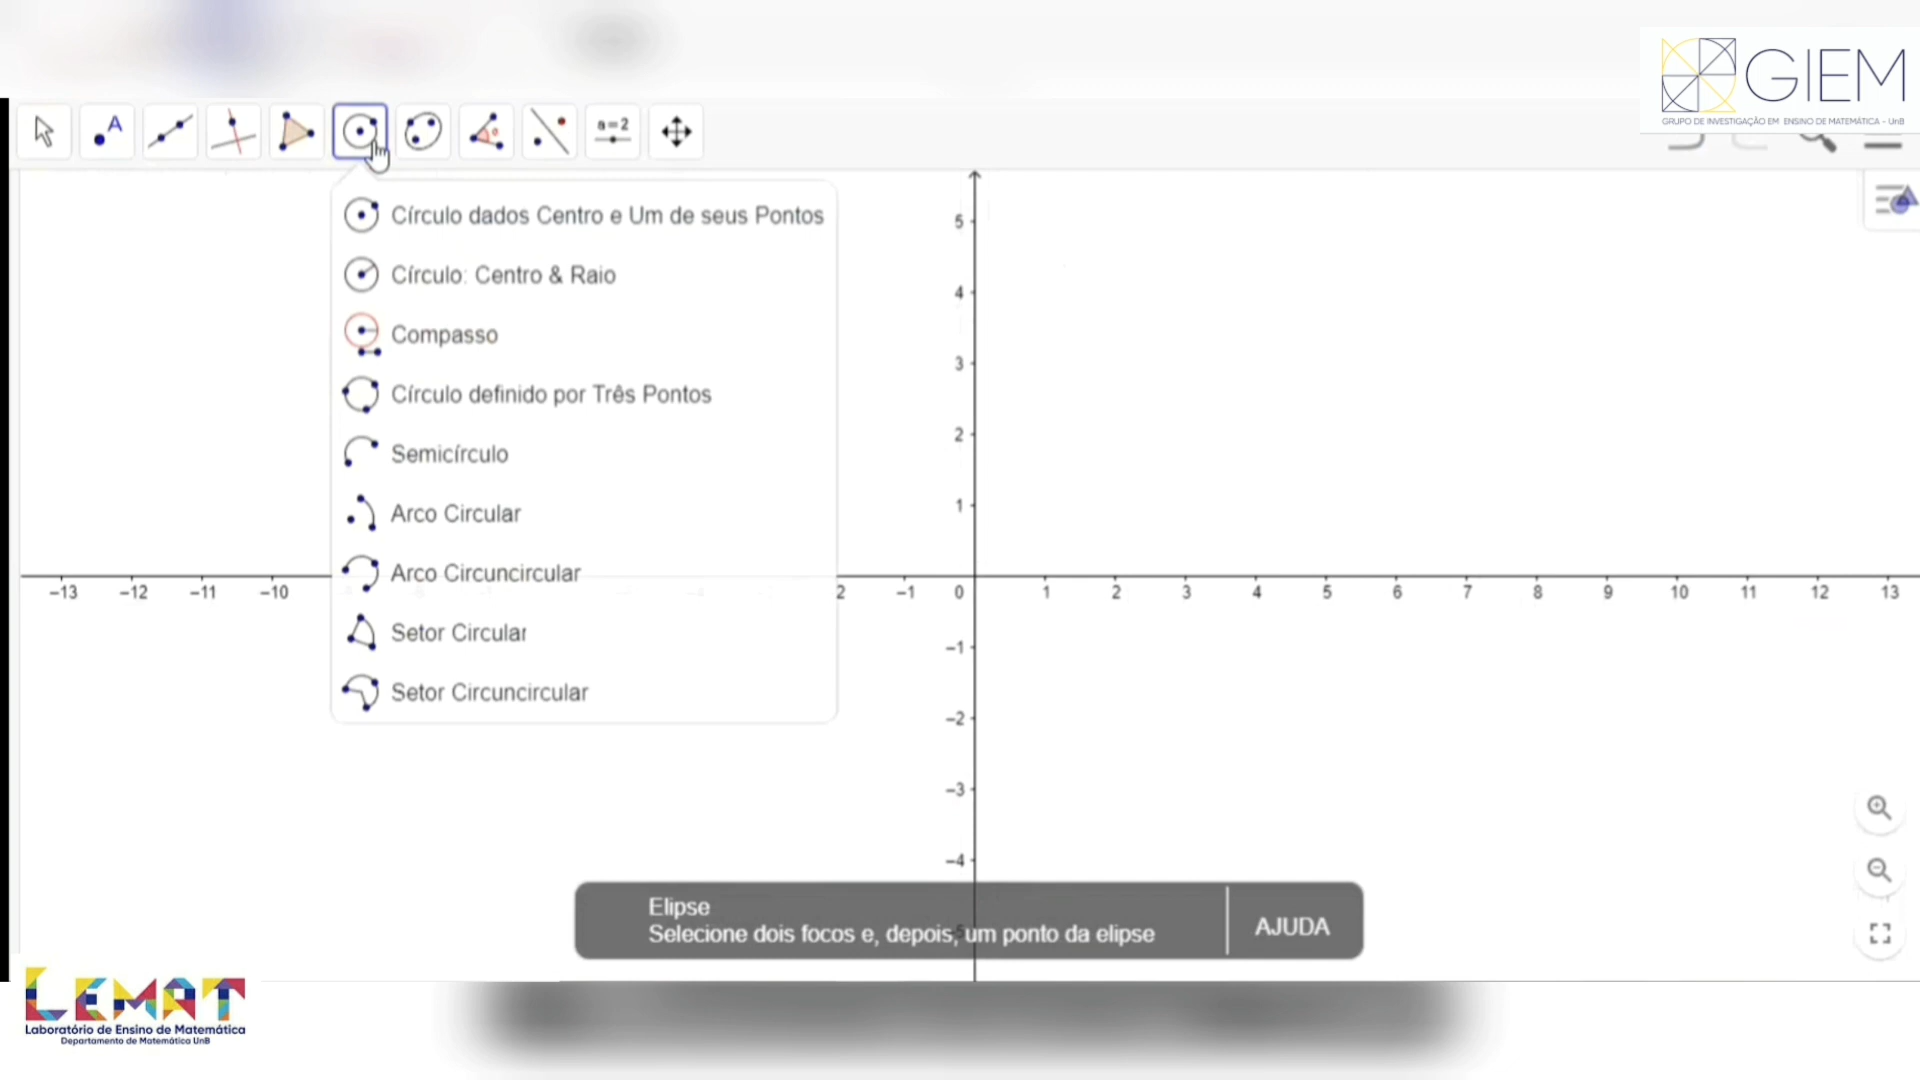 GIEM
GRUPO DE INVESTIGAÇÃO EM ENSINO DE MATEMÁTICA - UnB
A
a=2
Círculo dados Centro e Um de seus Pontos
Círculo: Centro & Raio
Compasso
Círculo definido por Três Pontos
Semicírculo
Arco Circular
Arco Circuncircular
Setor Circular
Setor Circuncircular
5
4
3
2
1
-13 -12 -11 -10 2 -1 0 1 2 3 4 5 6 7 8 9 10 11 12 13
-1
-2
-3
-4
Elipse
Selecione dois focos e, depois, um ponto da elipse
AJUDA
LEMAT
Laboratório de Ensino de Matemática
Departamento de Matemática UnB